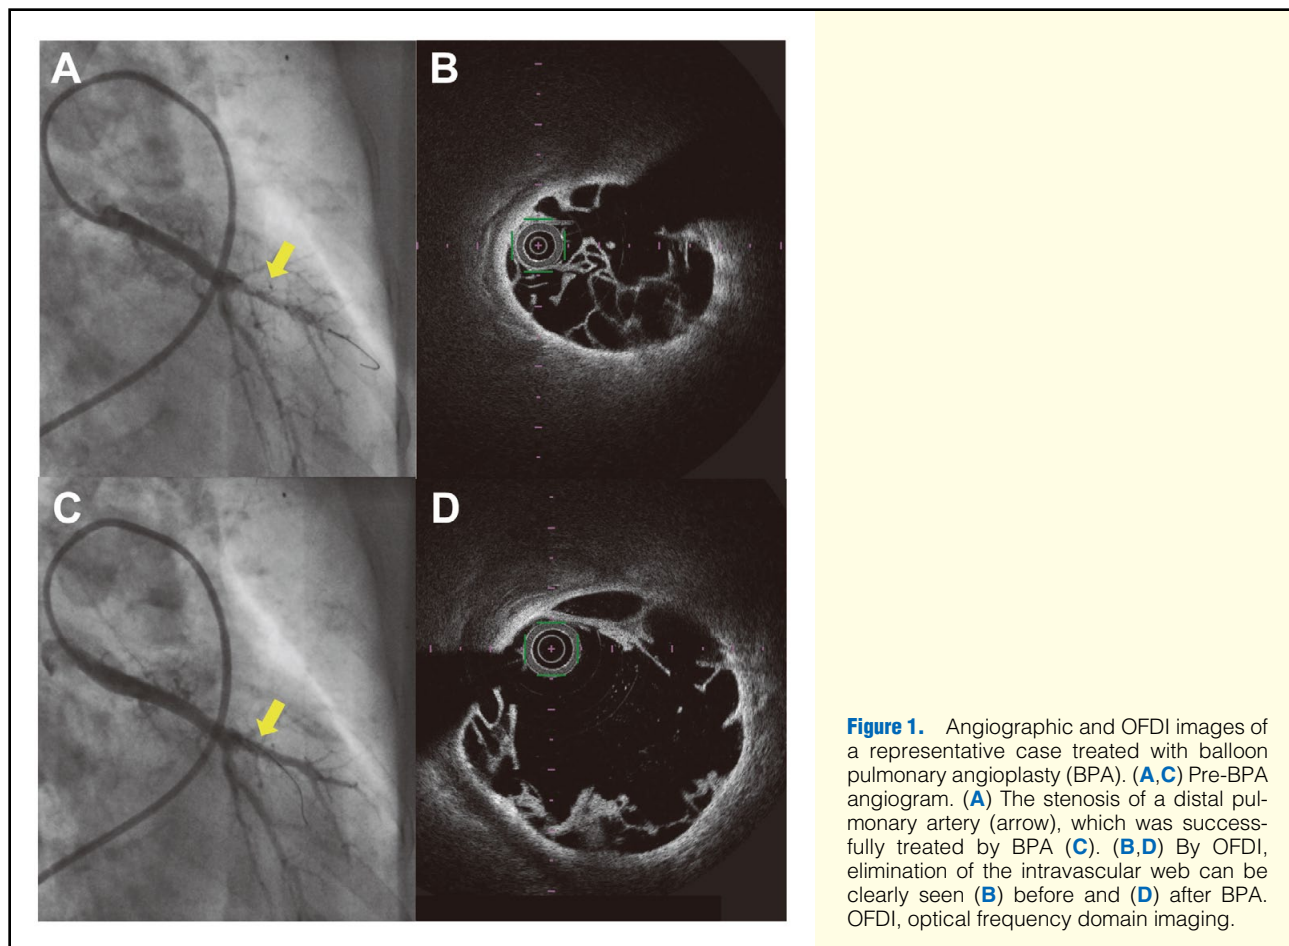 A
B
C
D
Figure 1. Angiographic and OFDI images of
a representative case treated with balloon
pulmonary angioplasty (BPA). (A,C) Pre-BPA
angiogram. (A) The stenosis of a distal pul-
monary artery (arrow), which was success-
fully treated by BPA (C). (B,D) By OFDI,
elimination of the intravascular web can be
clearly seen (B) before and (D) after BPA.
OFDI, optical frequency domain imaging.